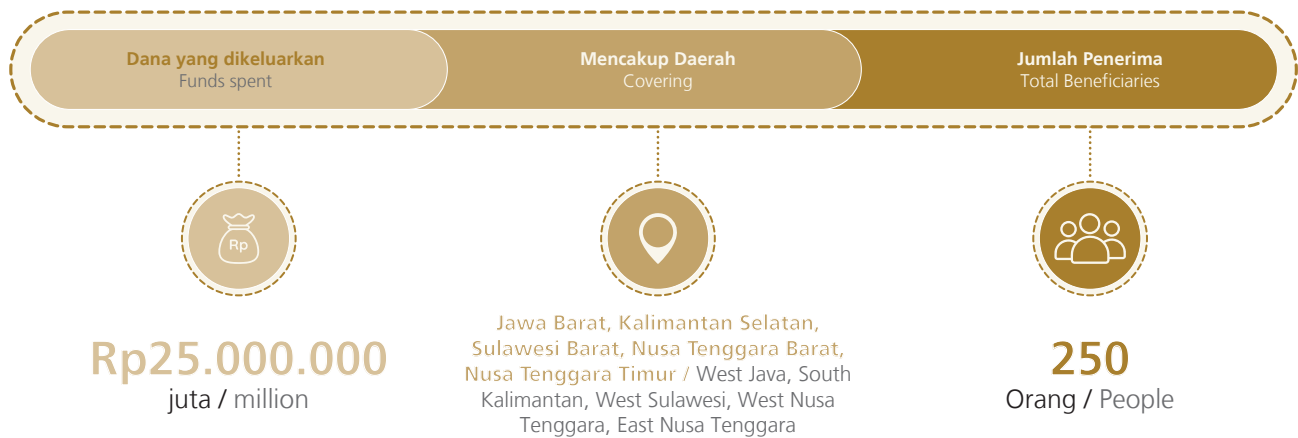 Dana yang dikeluarkan
Funds spent
Mencakup Daerah
Covering
Jumlah Penerima
Total Beneficiaries
Rp
Rp25.000.000
juta / million
Jawa Barat, Kalimantan Selatan,
Sulawesi Barat, Nusa Tenggara Barat,
Nusa Tenggara Timur / West Java, South
Kalimantan, West Sulawesi, West Nusa
Tenggara, East Nusa Tenggara
250
Orang / People